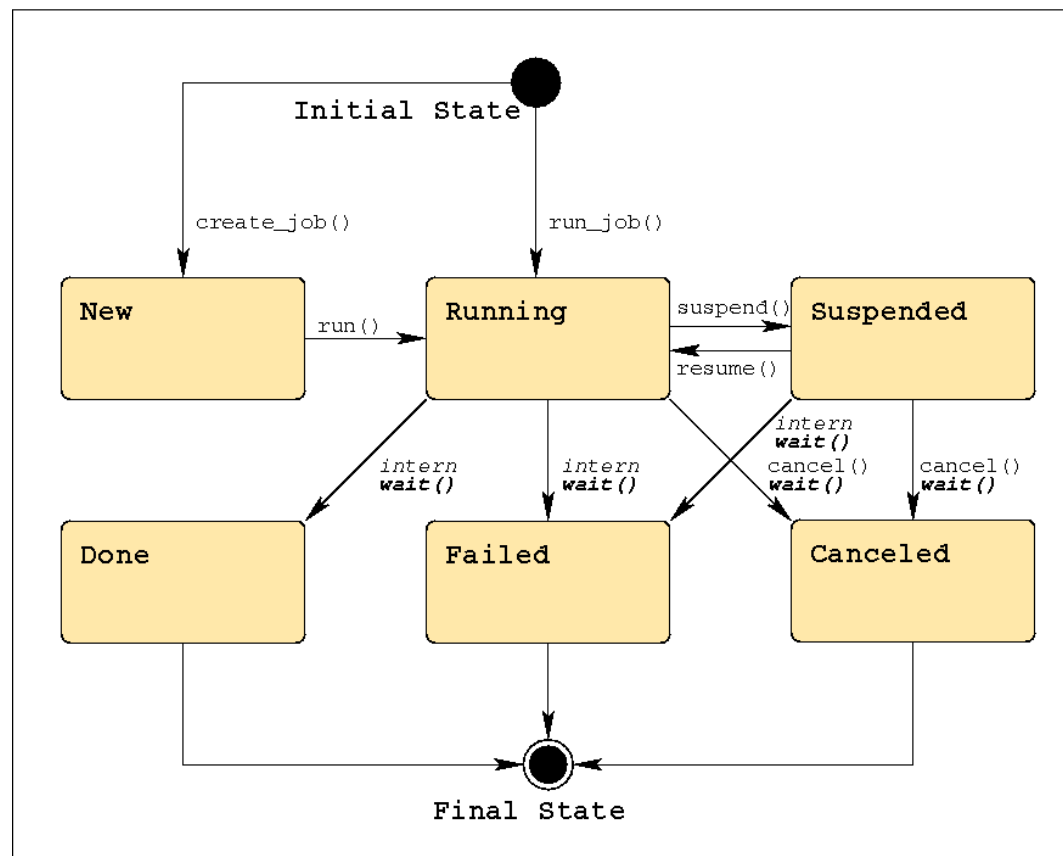 Initial State
create_job()
run_job()
New
run()
Running
suspend()
resume()
Suspended
intern
wait()
intern
wait()
cancel()
wait()
intern
wait()
cancel()
wait()
Done
Failed
Canceled
Final State